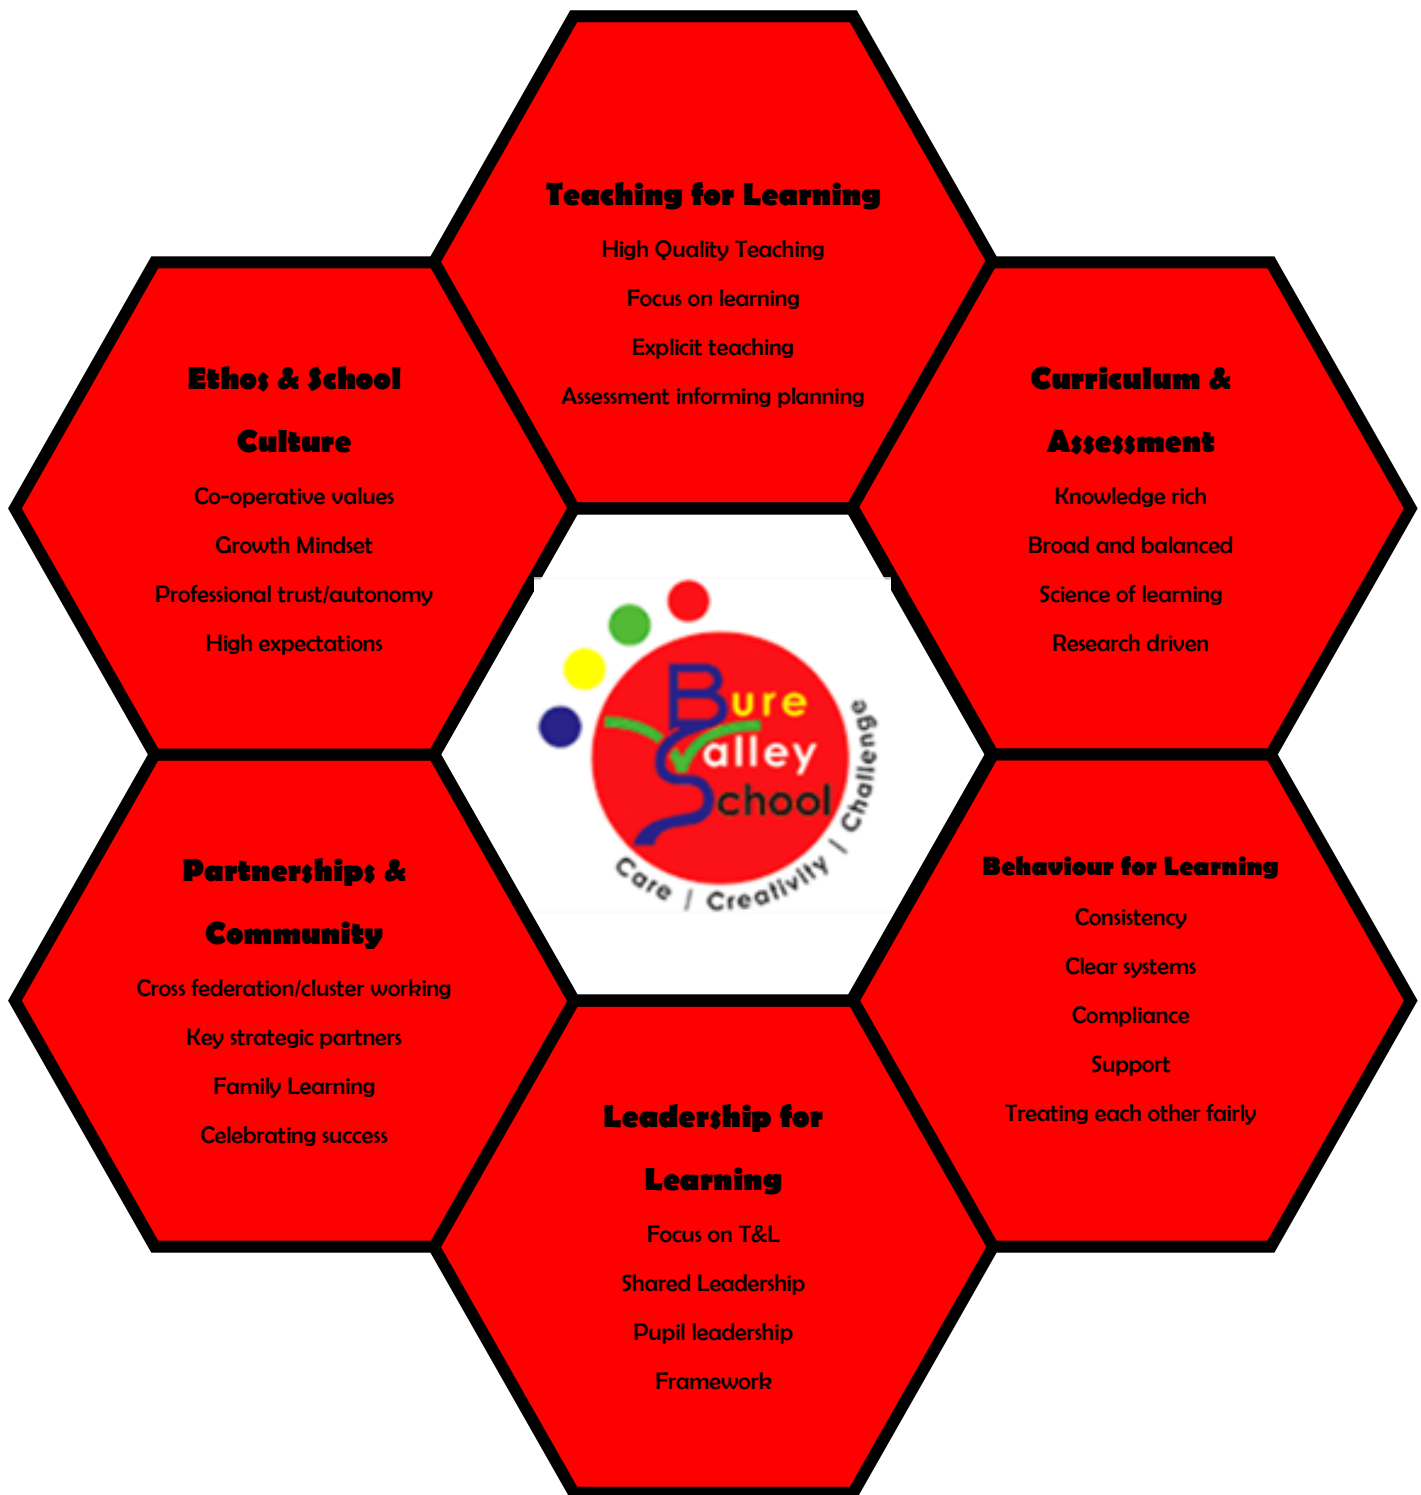 Teaching for Learning
High Quality Teaching
Focus on learning
Explicit teaching
Assessment informing planning
Ethos & School
Culture
Co-operative values
Growth Mindset
Professional trust/autonomy
High expectations
Curriculum &
Assessment
Knowledge rich
Broad and balanced
Science of learning
Research driven
Bure
Valley
School
Care | Creativity | Challenge
Partnerships &
Community
Cross federation/cluster working
Key strategic partners
Family Learning
Celebrating success
Behaviour for Learning
Consistency
Clear systems
Compliance
Support
Treating each other fairly
Leadership for
Learning
Focus on T&L
Shared Leadership
Pupil leadership
Framework